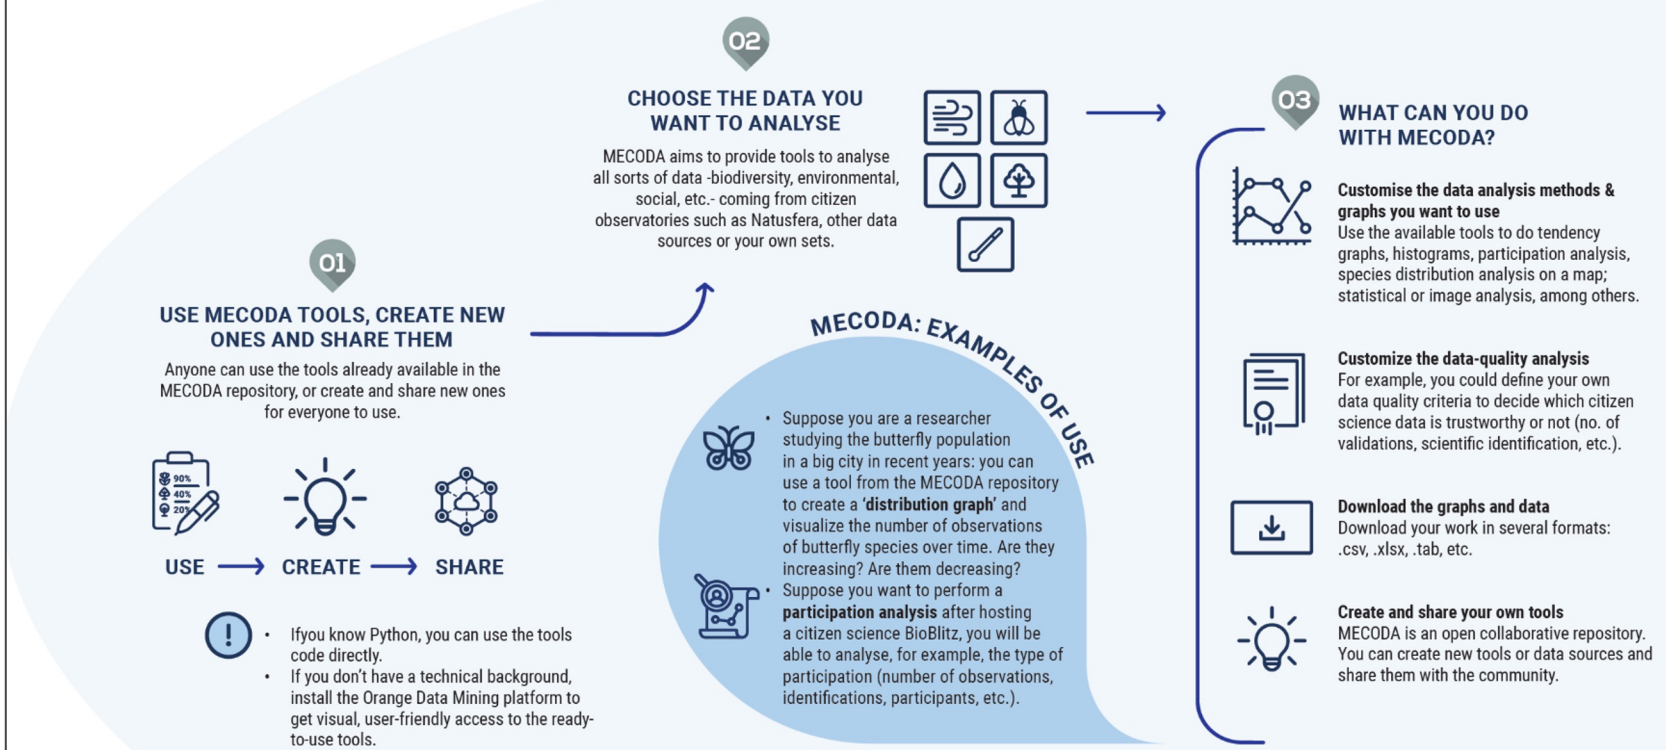 01
USE MECODA TOOLS, CREATE NEW
ONES AND SHARE THEM
Anyone can use the tools already available in the
MECODA repository, or create and share new ones
for everyone to use.
90%
40%
20%
USE
CREATE
SHARE
!
• Ifyou know Python, you can use the tools
code directly.
• If you don't have a technical background,
install the Orange Data Mining platform to
get visual, user-friendly access to the ready-
to-use tools.
02
CHOOSE THE DATA YOU
WANT TO ANALYSE
MECODA aims to provide tools to analyse
all sorts of data -biodiversity, environmental,
social, etc.- coming from citizen
observatories such as Natusfera, other data
sources or your own sets.
MECODA: EXAMPLES OF USE
• Suppose you are a researcher
studying the butterfly population
in a big city in recent years: you can
use a tool from the MECODA repository
to create a ‘distribution graph’ and
visualize the number of observations
of butterfly species over time. Are they
increasing? Are them decreasing?
• Suppose you want to perform a
participation analysis after hosting
a citizen science BioBlitz, you will be
able to analyse, for example, the type of
participation (number of observations,
identifications, participants, etc.).
03
WHAT CAN YOU DO
WITH MECODA?
Customise the data analysis methods &
graphs you want to use
Use the available tools to do tendency
graphs, histograms, participation analysis,
species distribution analysis on a map;
statistical or image analysis, among others.
Customize the data-quality analysis
For example, you could define your own
data quality criteria to decide which citizen
science data is trustworthy or not (no. of
validations, scientific identification, etc.).
Download the graphs and data
Download your work in several formats:
.csv, .xlsx, .tab, etc.
Create and share your own tools
MECODA is an open collaborative repository.
You can create new tools or data sources and
share them with the community.